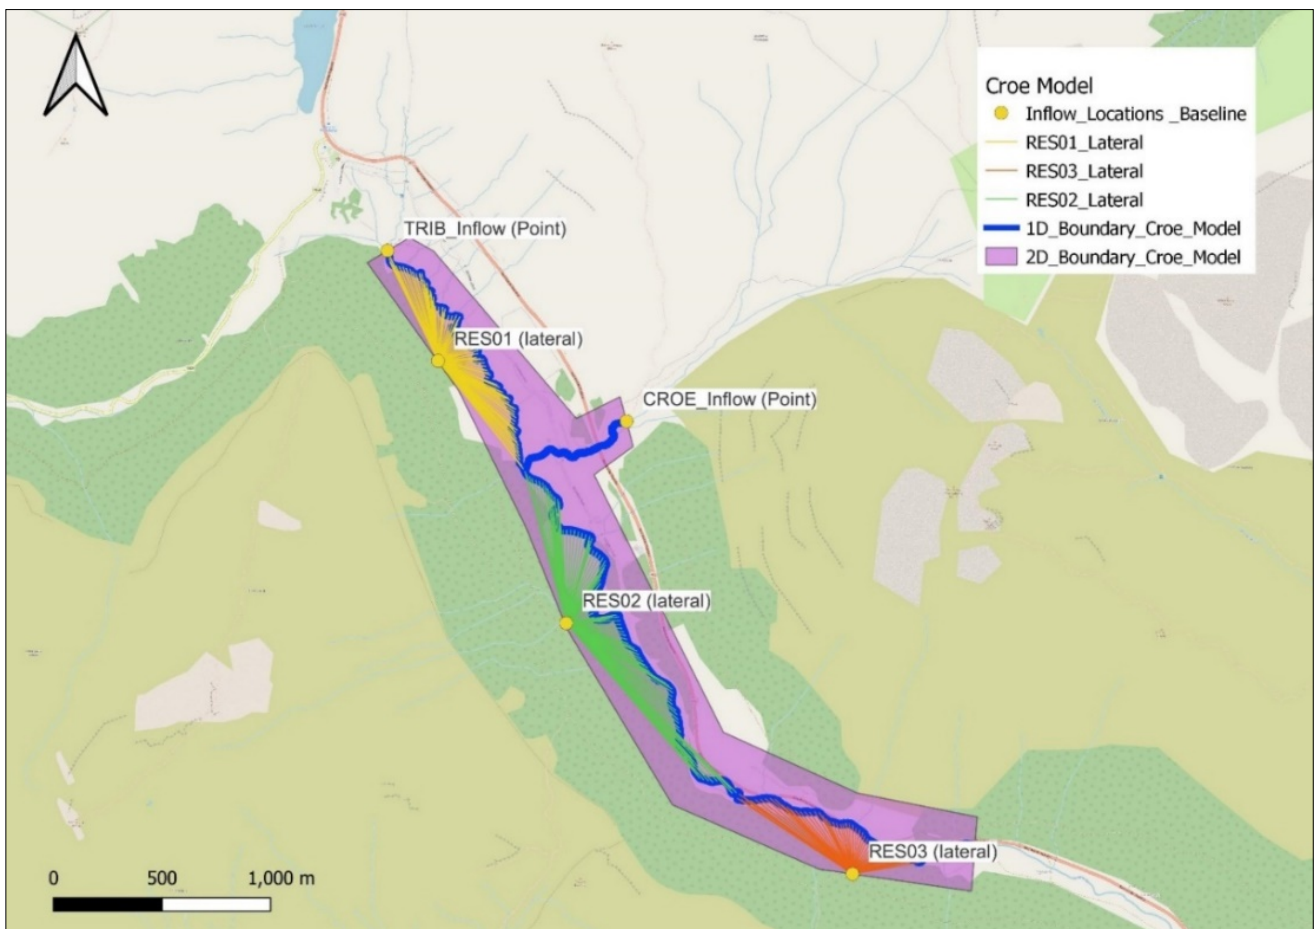 Croe Model
Inflow_Locations _Baseline
RES01_Lateral
RES03_Lateral
RES02_Lateral
1D_Boundary_Croe_Model
2D_Boundary_Croe_Model
TRIB_Inflow (Point)
RES01 (lateral)
CROE_Inflow (Point)
RES02 (lateral)
RES03 (lateral)
0 500 1,000 m